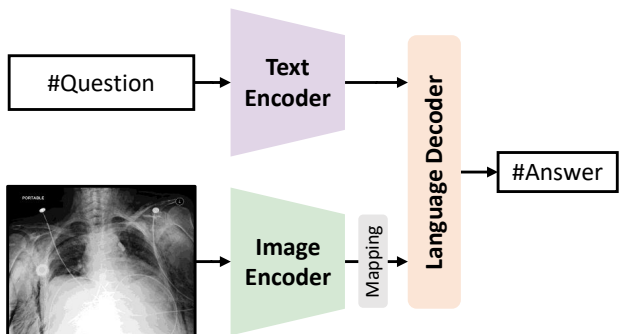 #Question
Text
Encoder
Language Decoder
#Answer
PORTABLE
L
Image
Encoder
Mapping